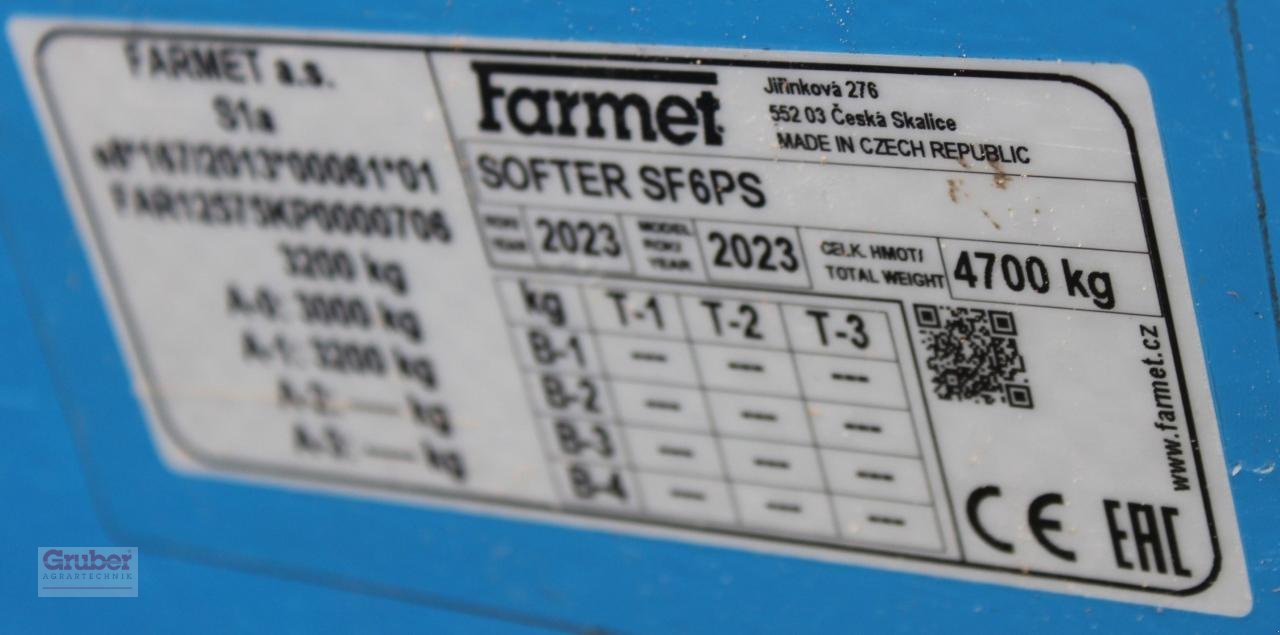 FARMET a.s.
S1a
e8*167/2013*00061*01
FAR12575KP0000706
3200 kg
A-0: 3000 kg
A-1: 3200 kg
A-2: ---- kg
A-3: ---- kg
Farmet
Jiřinková 276
552 03 Česká Skalice
MADE IN CZECH REPUBLIC
SOFTER SF6PS
ROK/ YEAR 2023 MODEL ROK/ YEAR 2023 CELK. HMOT/ TOTAL WEIGHT 4700 kg
kg T-1 T-2 T-3
B-1 --- --- ---
B-2 --- --- ---
B-3 --- --- ---
B-4 --- --- ---
www.farmet.cz
CE EAC
Gruber
AGRARTECHNIK